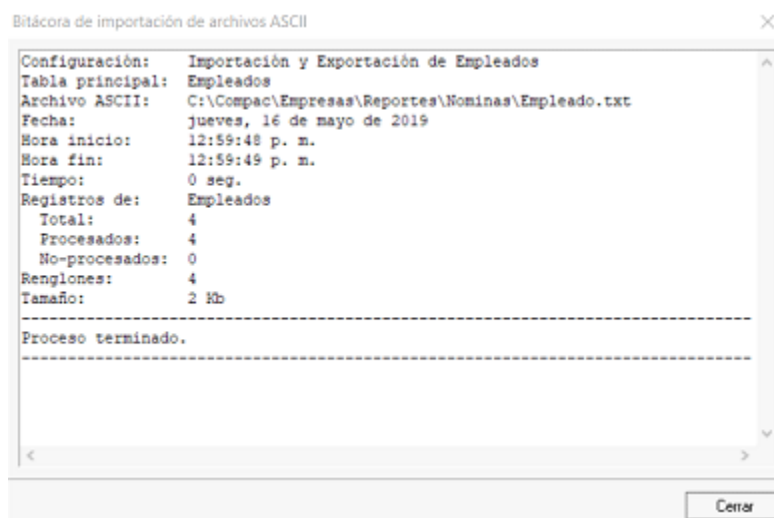 Bitácora de importación de archivos ASCII
Configuración: Importación y Exportación de Empleados
Tabla principal: Empleados
Archivo ASCII: C:\Compac\Empresas\Reportes\Nominas\Empleado.txt
Fecha: jueves, 16 de mayo de 2019
Hora inicio: 12:59:48 p. m.
Hora fin: 12:59:49 p. m.
Tiempo: 0 seg.
Registros de: Empleados
Total: 4
Procesados: 4
No-procesados: 0
Renglones: 4
Tamaño: 2 Kb
Proceso terminado.
Cerrar